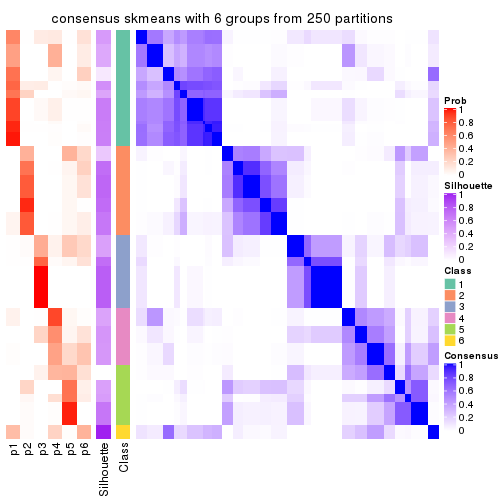 consensus skmeans with 6 groups from 250 partitions
Prob
1
0.8
0.6
0.4
0.2
0
Silhouette
1
0.8
0.6
0.4
0.2
0
Class
1
2
3
4
5
6
Consensus
1
0.8
0.6
0.4
0.2
0
p1
p2
p3
p4
p5
p6
Silhouette
Class